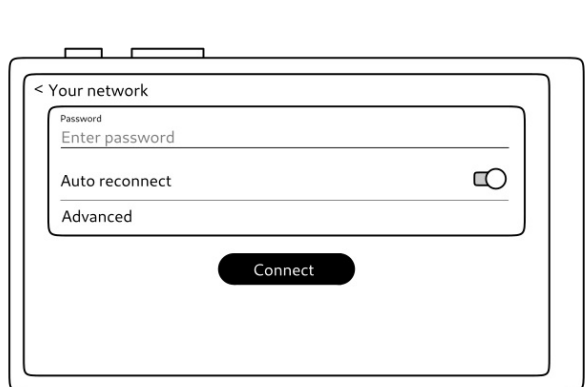 < Your network
Password
Enter password
Auto reconnect
Advanced
Connect